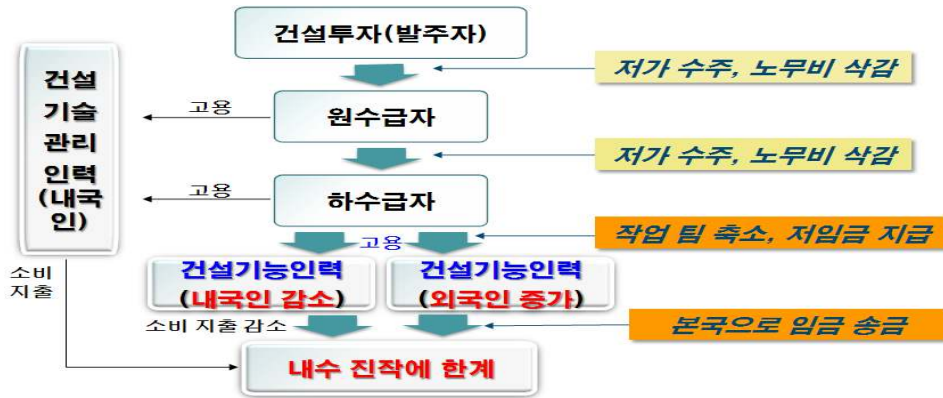 건설투자(발주자)
저가 수주, 노무비 삭감
건설
기술
관리
인력
(내국
인)
고용
원수급자
저가 수주, 노무비 삭감
고용
하수급자
고용
작업 팀 축소, 저임금 지급
건설기능인력
(내국인 감소)
건설기능인력
(외국인 증가)
소비
지출
소비 지출 감소
본국으로 임금 송금
내수 진작에 한계